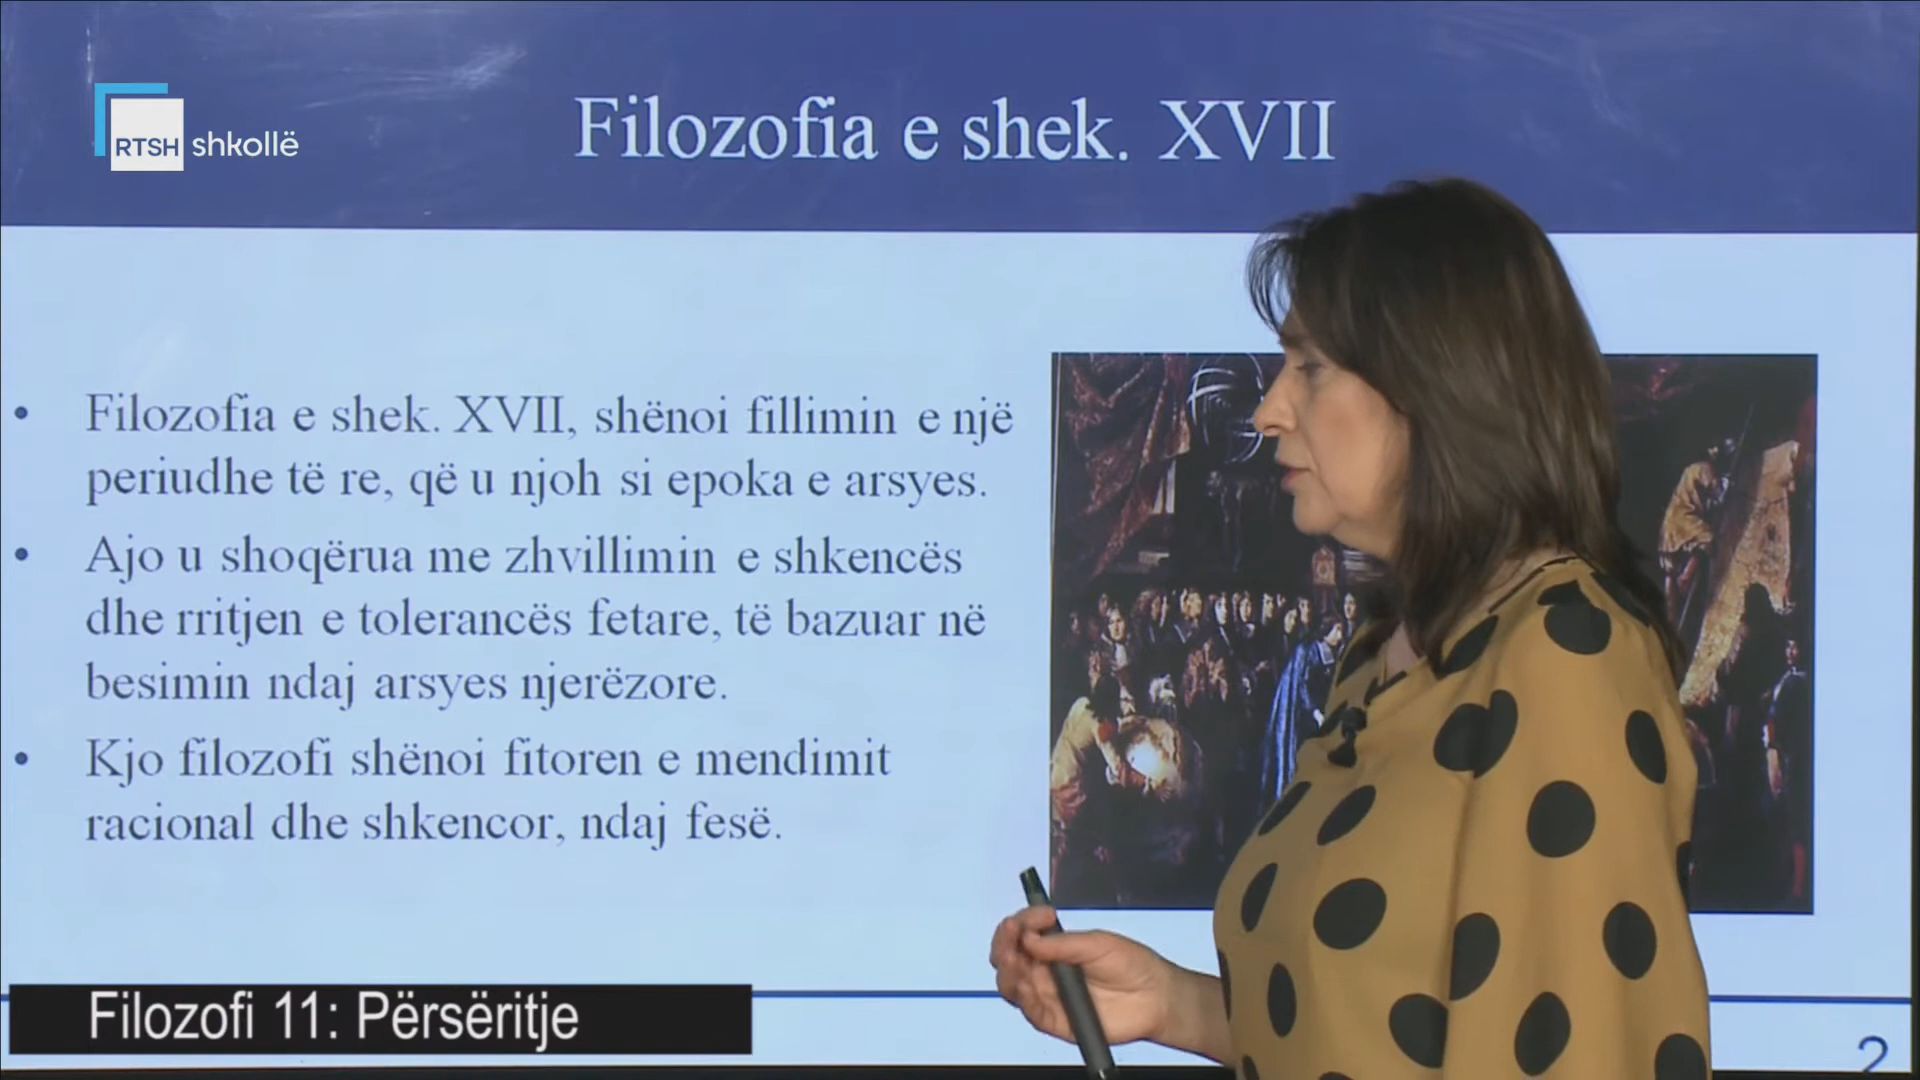 RTSH shkollë
Filozofia e shek. XVII
• Filozofia e shek. XVII, shënoi fillimin e një
periudhe të re, që u njoh si epoka e arsyes.
• Ajo u shoqërua me zhvillimin e shkencës
dhe rritjen e tolerancës fetare, të bazuar në
besimin ndaj arsyes njerëzore.
• Kjo filozofi shënoi fitoren e mendimit
racional dhe shkencor, ndaj fesë.
Filozofi 11: Përsëritje
2